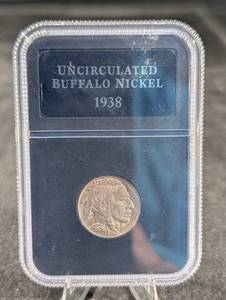 UNCIRCULATED
BUFFALO NICKEL
1938